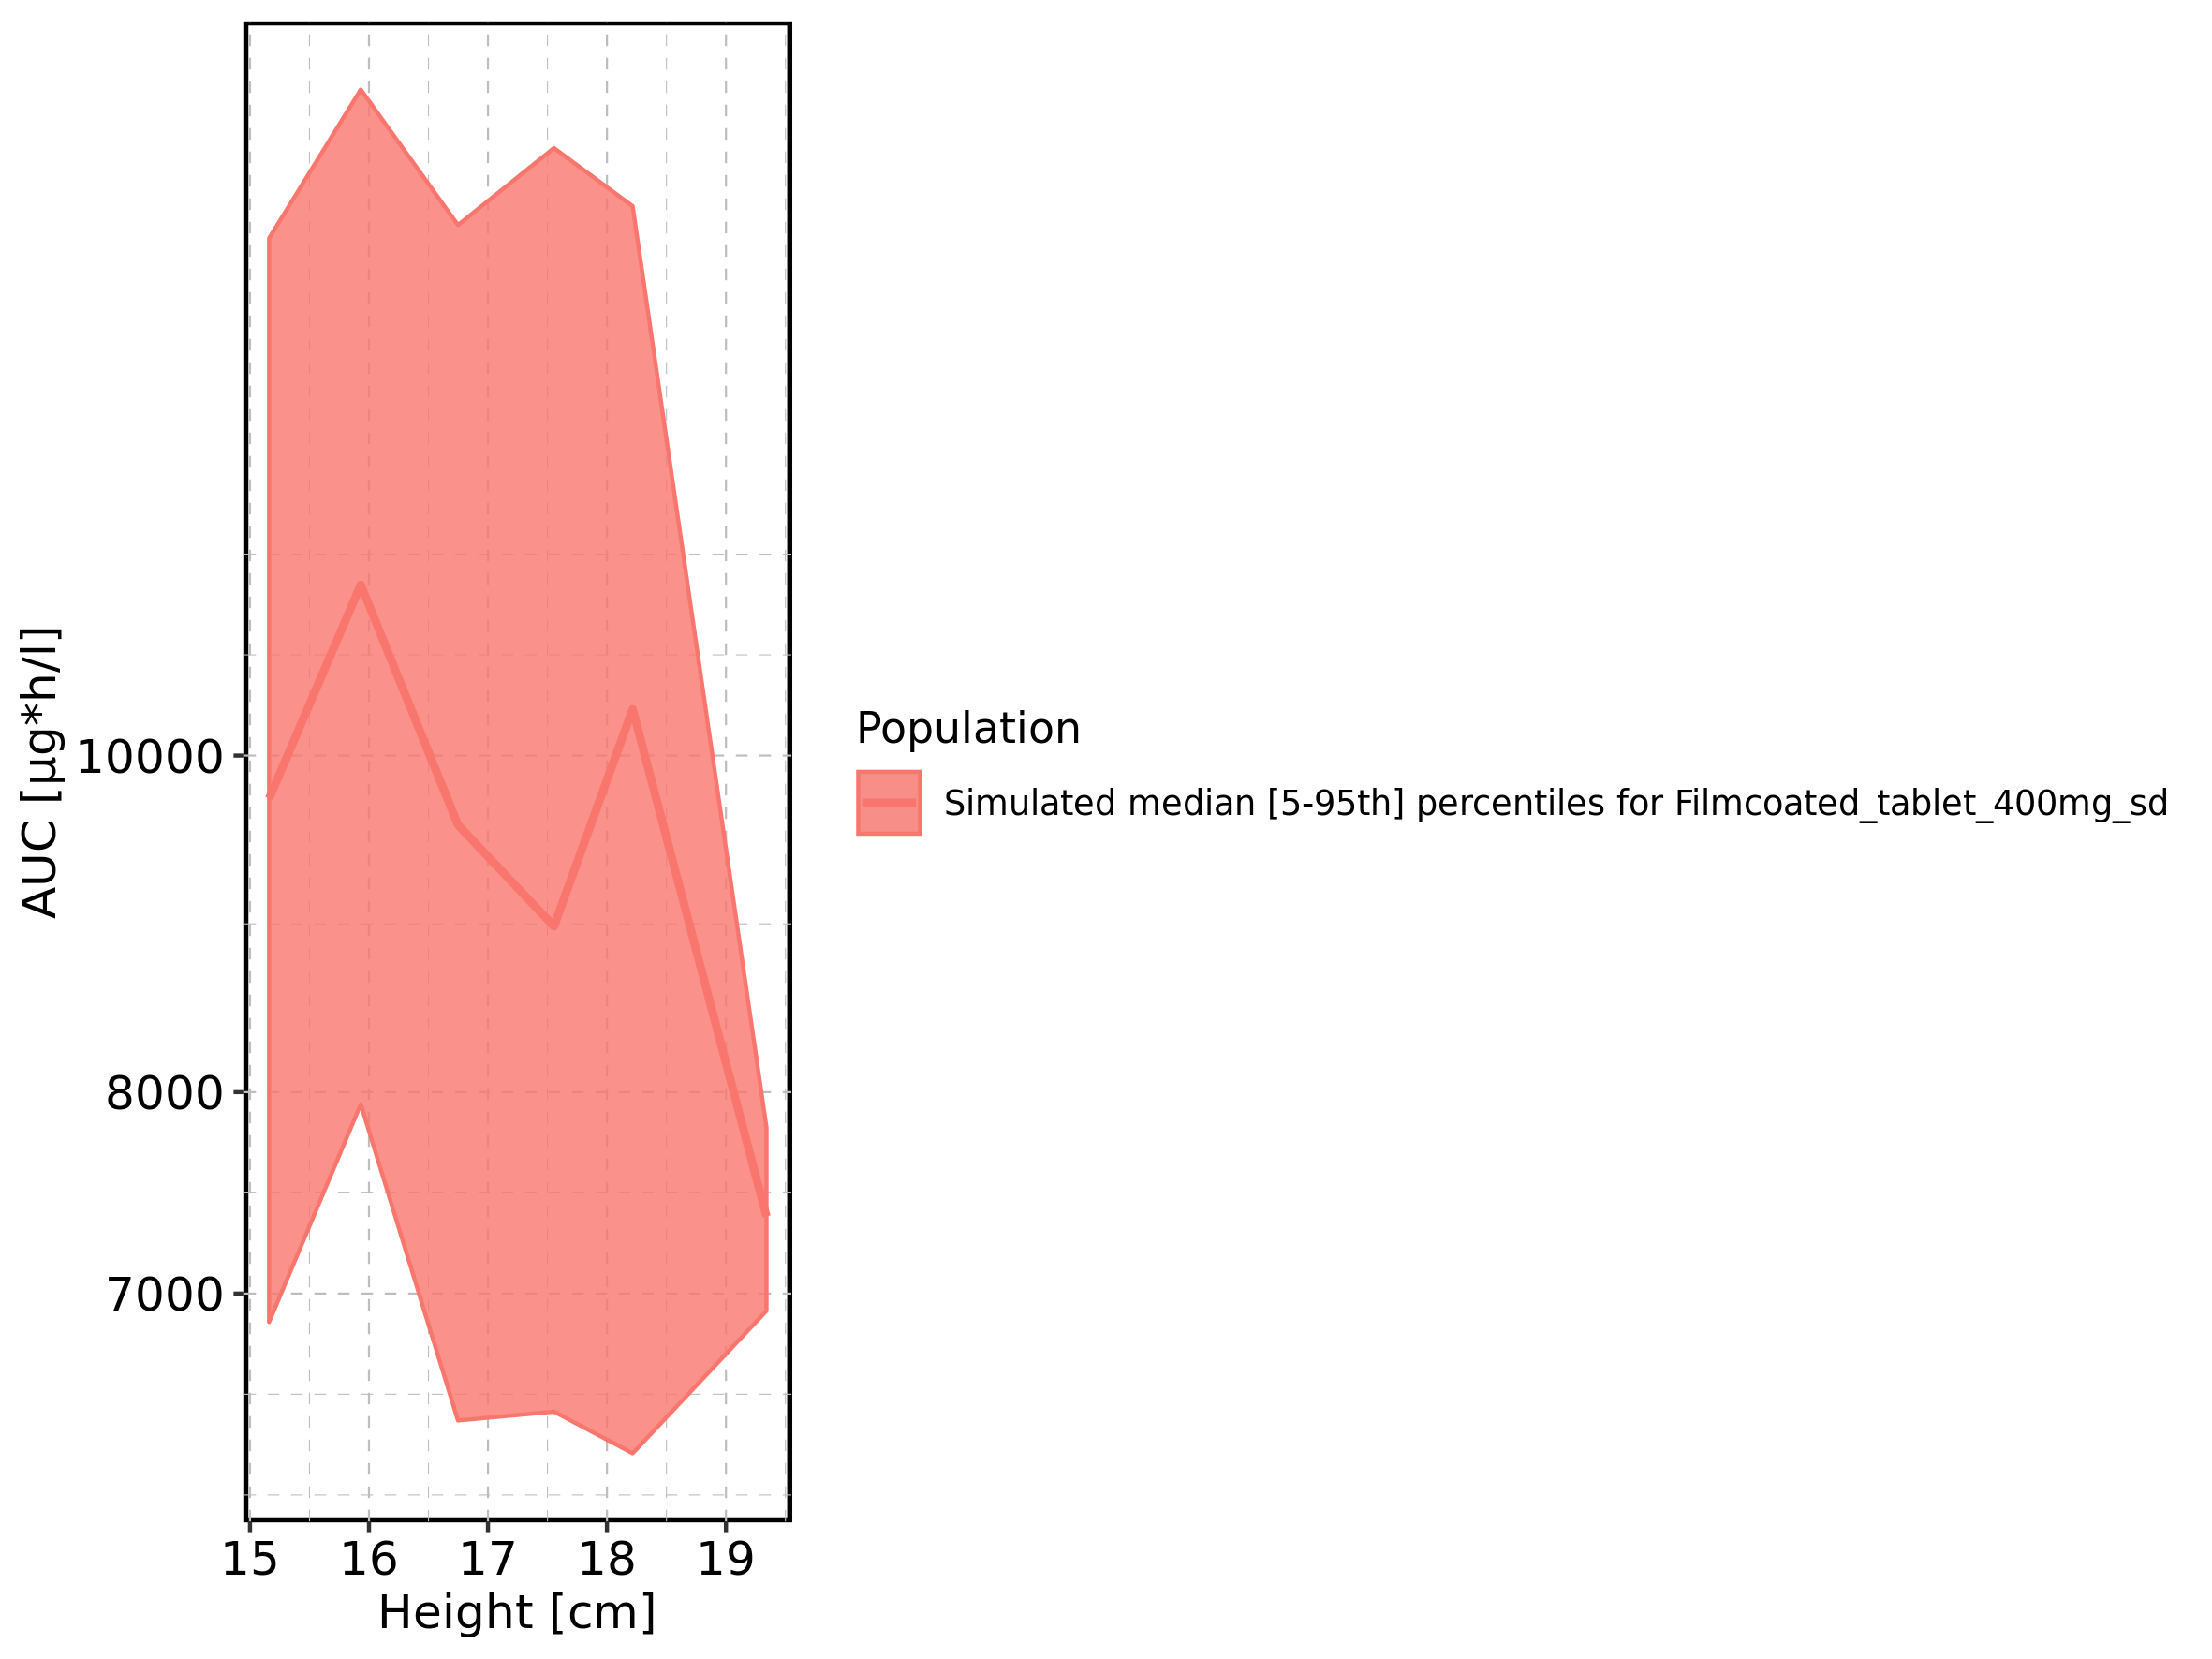 AUC [µg*h/l]
10000
8000
7000
15 16 17 18 19
Height [cm]
Population
Simulated median [5-95th] percentiles for Filmcoated_tablet_400mg_sd